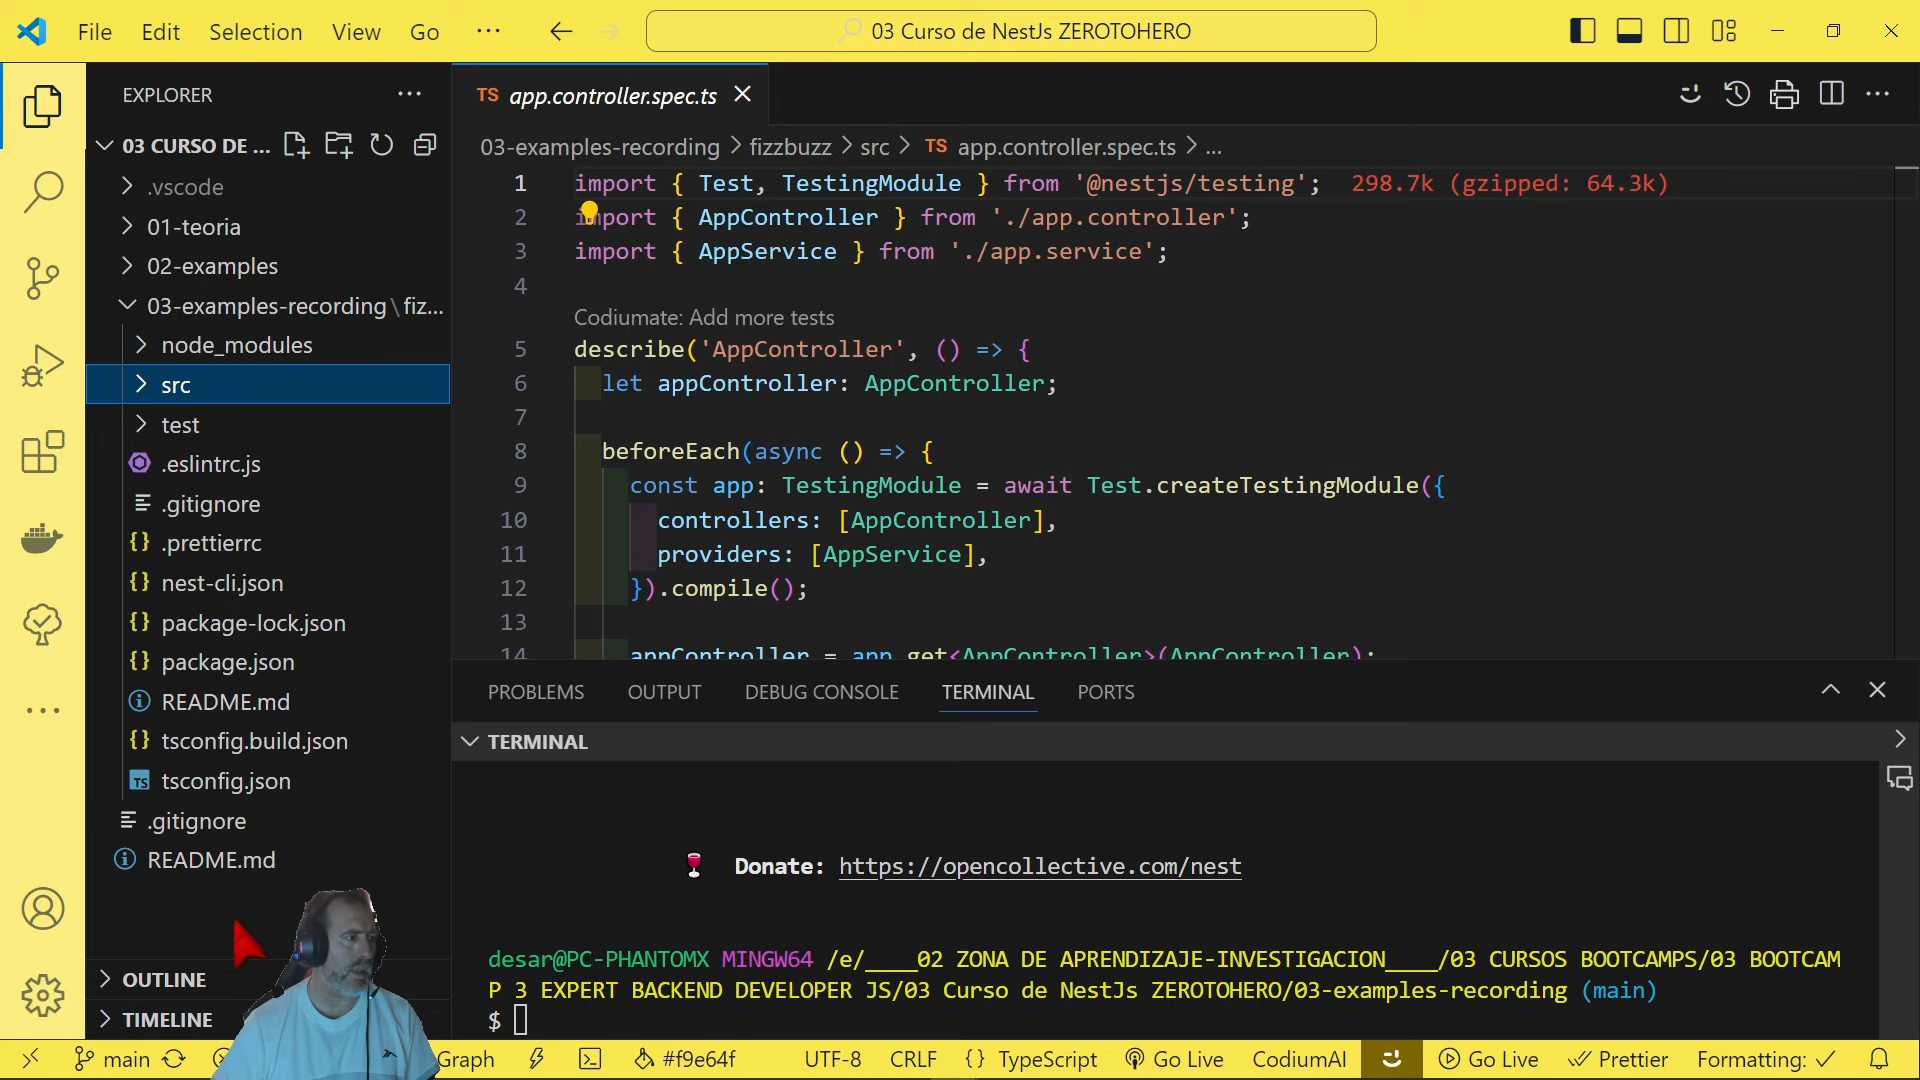 File Edit Selection View Go ··· 03 Curso de NestJs ZEROTOHERO
EXPLORER ···
03 CURSO DE ...
.vscode
01-teoria
02-examples
03-examples-recording\fiz...
node_modules
src
test
.eslintrc.js
.gitignore
{} .prettierrc
{} nest-cli.json
{} package-lock.json
{} package.json
README.md
{} tsconfig.build.json
TS tsconfig.json
.gitignore
README.md
OUTLINE
TIMELINE
TS app.controller.spec.ts
03-examples-recording > fizzbuzz > src > TS app.controller.spec.ts > ...
1 import { Test, TestingModule } from '@nestjs/testing'; 298.7k (gzipped: 64.3k)
2 import { AppController } from './app.controller';
3 import { AppService } from './app.service';
4
Codiumate: Add more tests
5 describe('AppController', () => {
6 let appController: AppController;
7
8 beforeEach(async () => {
9 const app: TestingModule = await Test.createTestingModule({
10 controllers: [AppController],
11 providers: [AppService],
12 }).compile();
13
14 appController = app.get<AppController>(AppController);
PROBLEMS OUTPUT DEBUG CONSOLE TERMINAL PORTS
TERMINAL
Donate: https://opencollective.com/nest
desar@PC-PHANTOMX MINGW64 /e/____02 ZONA DE APRENDIZAJE-INVESTIGACION____/03 CURSOS BOOTCAMPS/03 BOOTCAM
P 3 EXPERT BACKEND DEVELOPER JS/03 Curso de NestJs ZEROTOHERO/03-examples-recording (main)
$
main Graph #f9e64f UTF-8 CRLF {} TypeScript Go Live CodiumAI Go Live Prettier Formatting: ✓